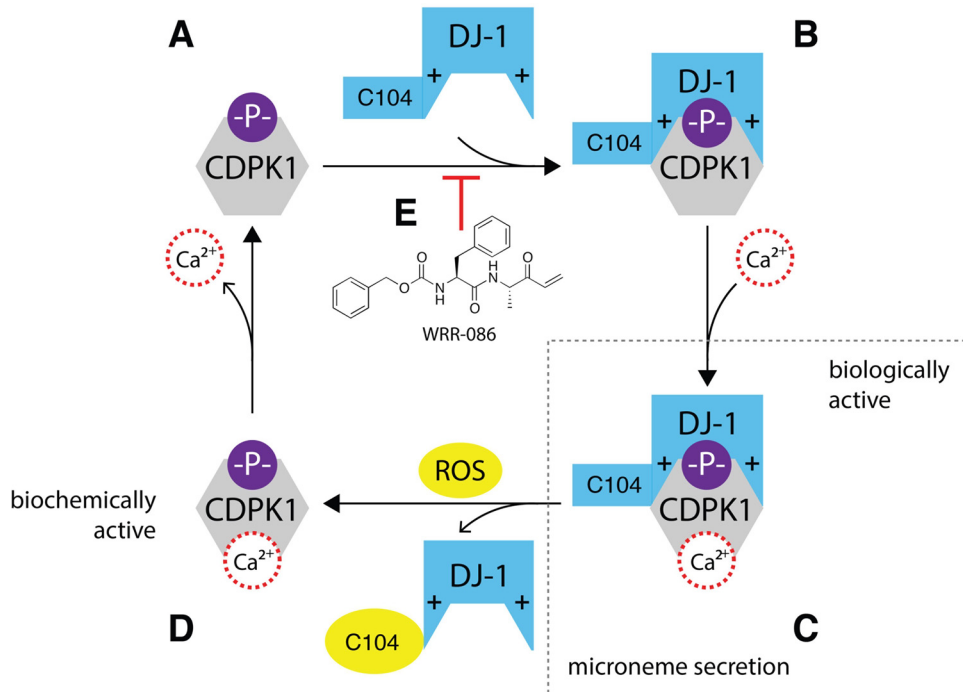 A
DJ-1
+ +
C104
B
-P-
CDPK1
DJ-1
+ +
C104
-P-
CDPK1
E
Ca2+
Ca2+
O
O
N
H
O
H
N
O
WRR-086
biologically
active
DJ-1
+ +
C104
-P-
CDPK1
Ca2+
ROS
-P-
CDPK1
Ca2+
biochemically
active
DJ-1
+ +
C104
D
C
microneme secretion